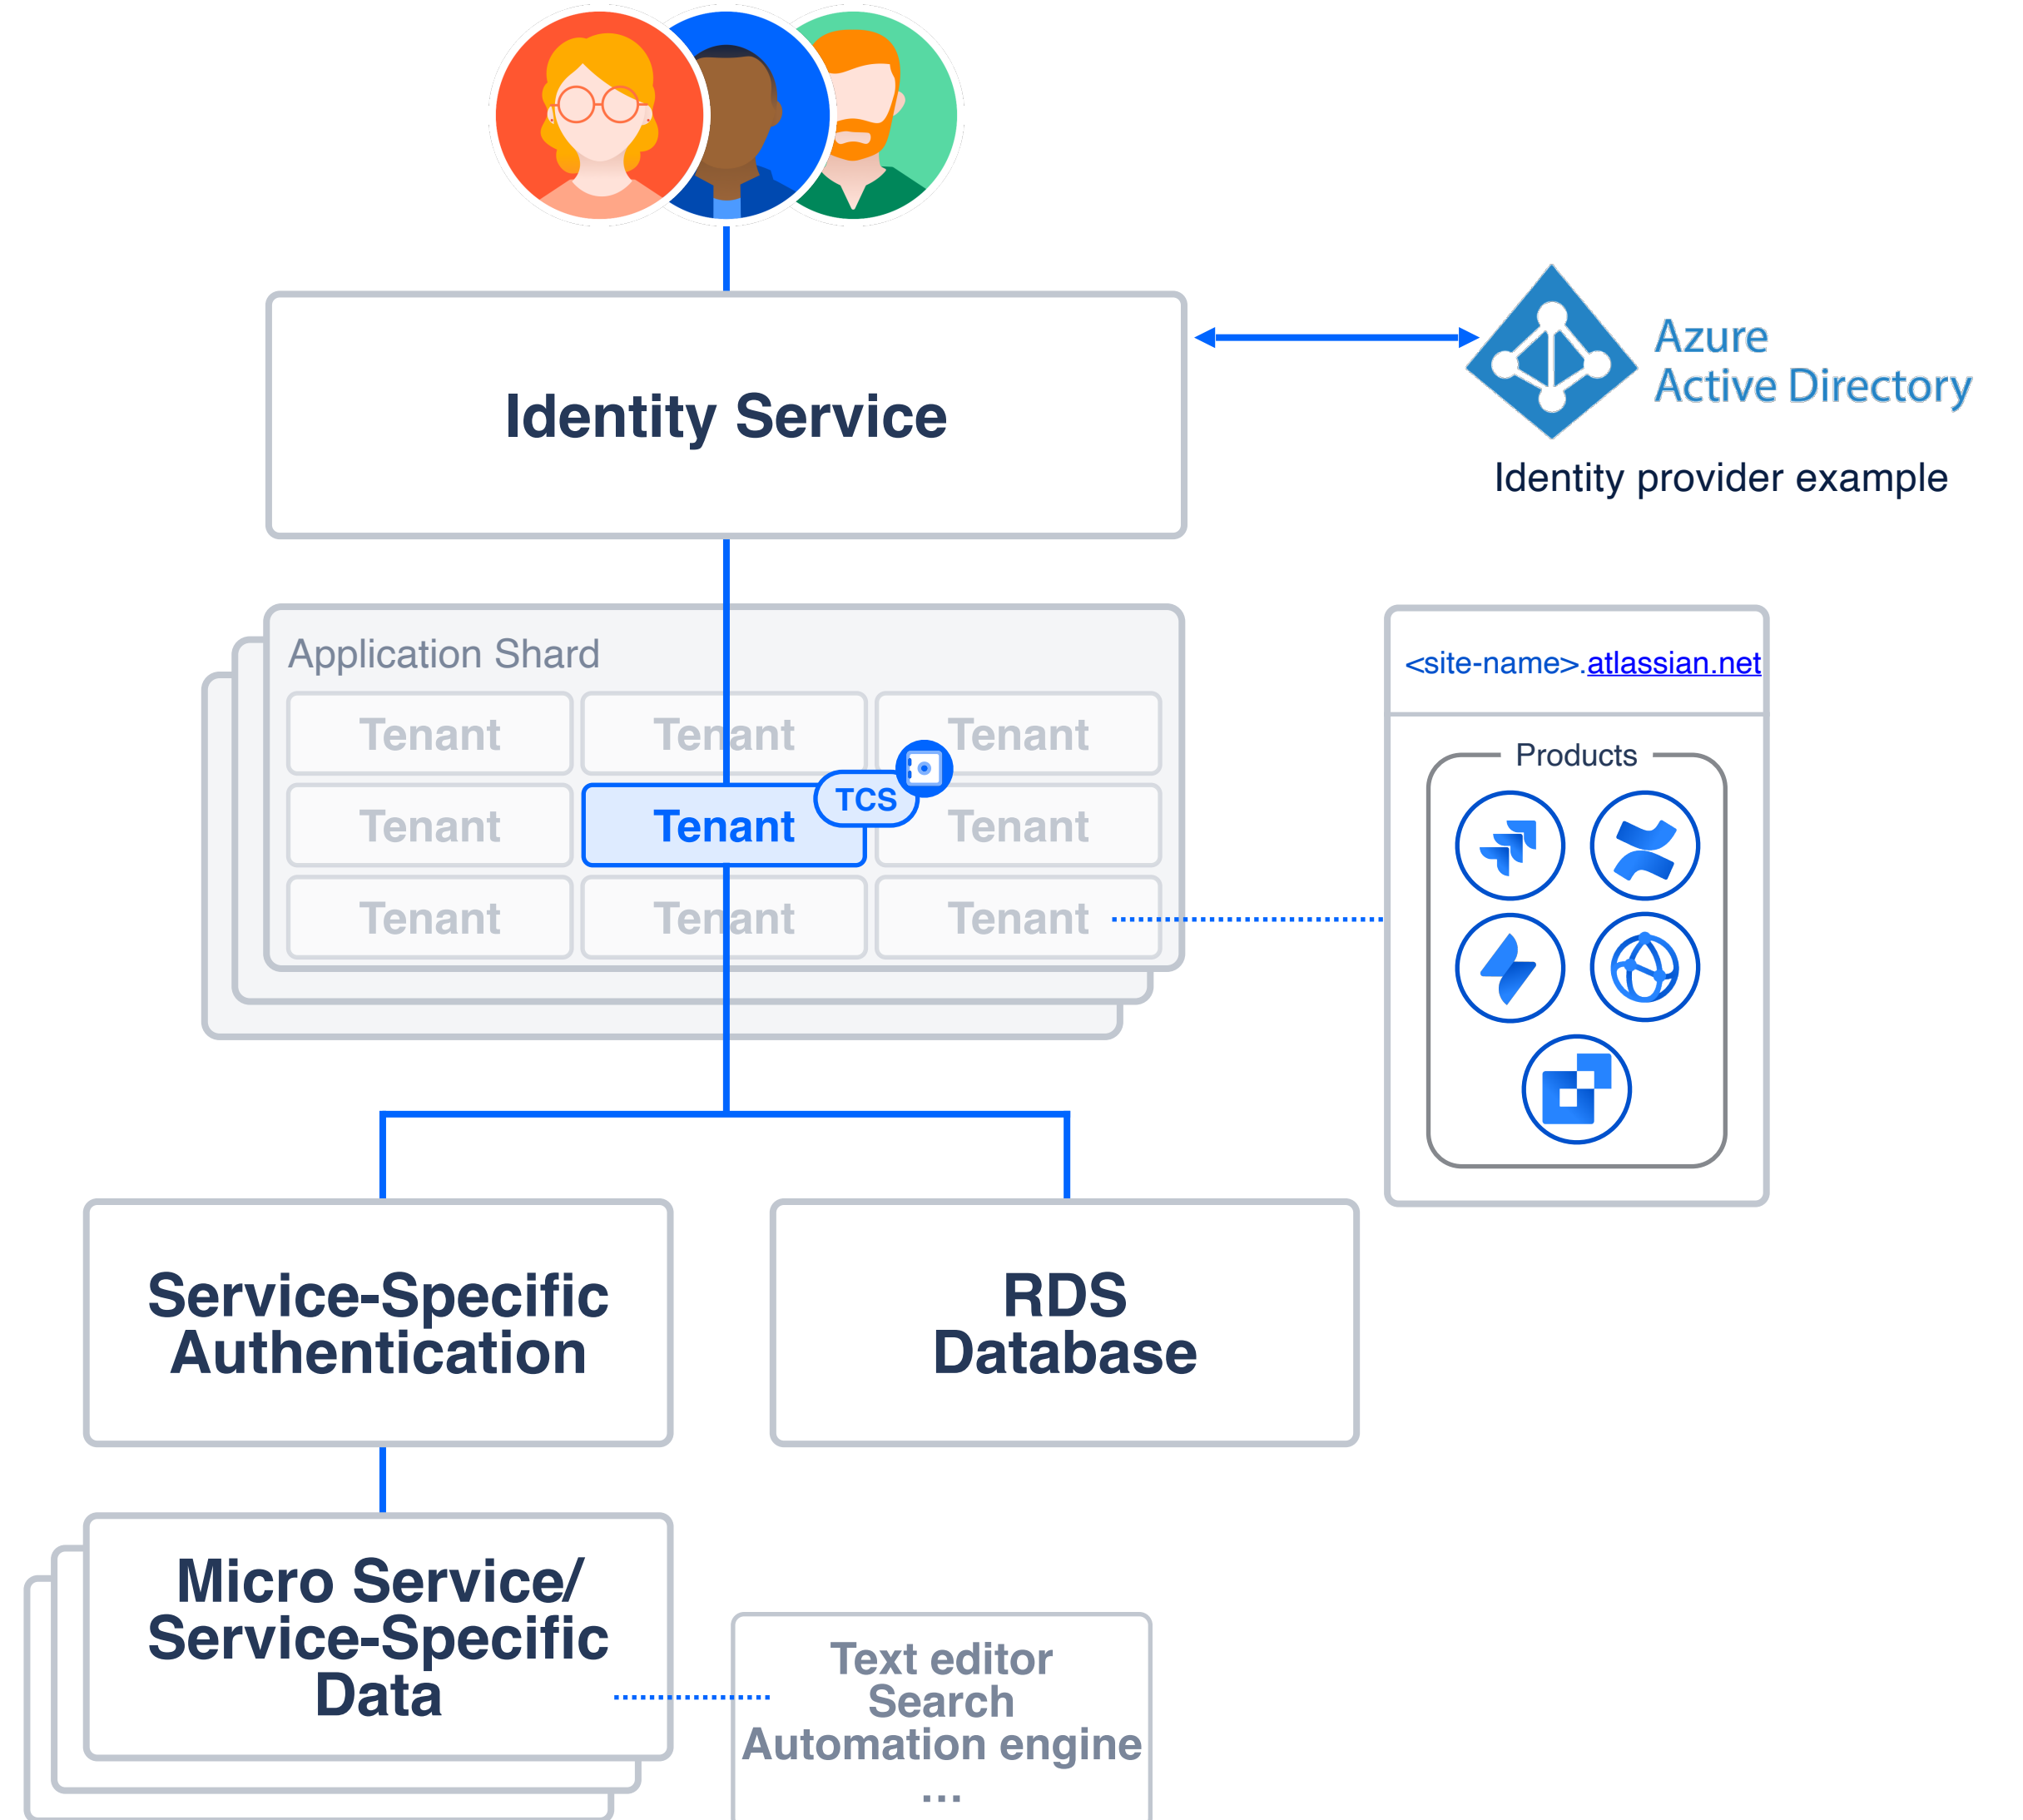 Identity Service
Azure
Active Directory
Identity provider example
Application Shard
Tenant
Tenant
Tenant
Tenant
Tenant
TCS
Tenant
Tenant
Tenant
Tenant
<site-name>.atlassian.net
Products
Service-Specific
Authentication
RDS
Database
Micro Service/
Service-Specific
Data
Text editor
Search
Automation engine
...